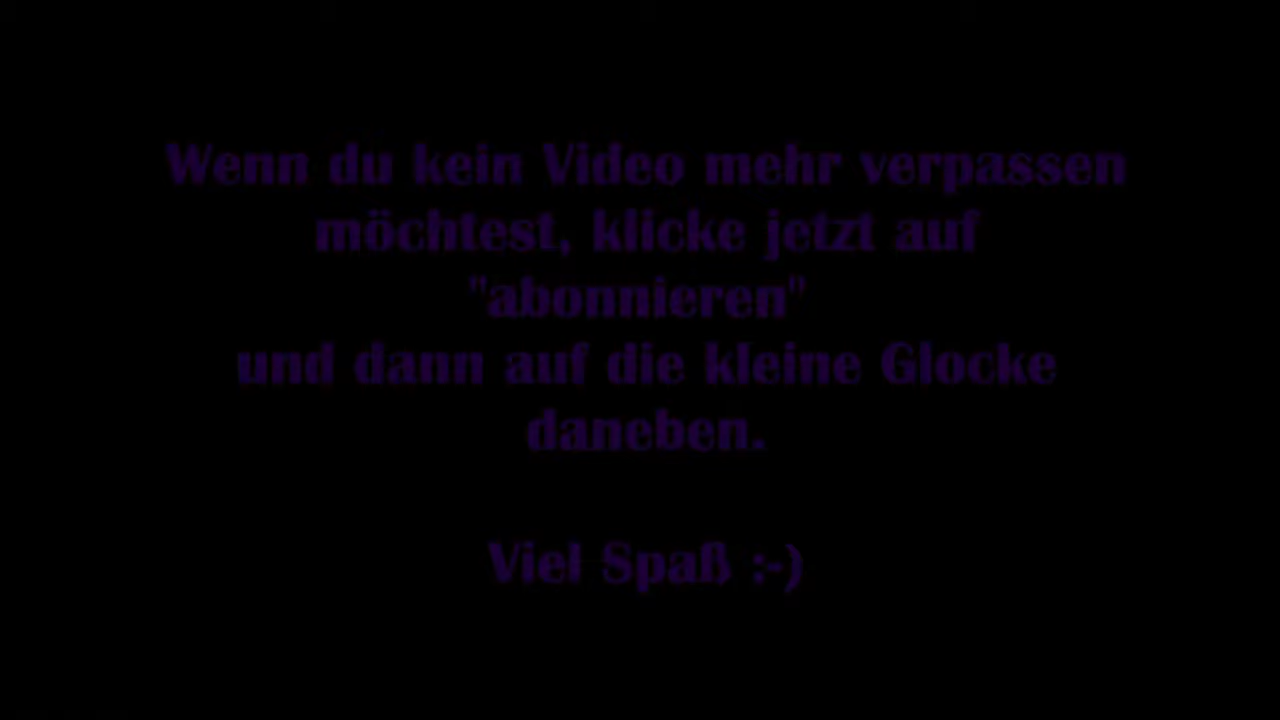 Wenn du kein Video mehr verpassen
möchtest, klicke jetzt auf
"abonnieren"
und dann auf die kleine Glocke
daneben.
Viel Spaß :-)